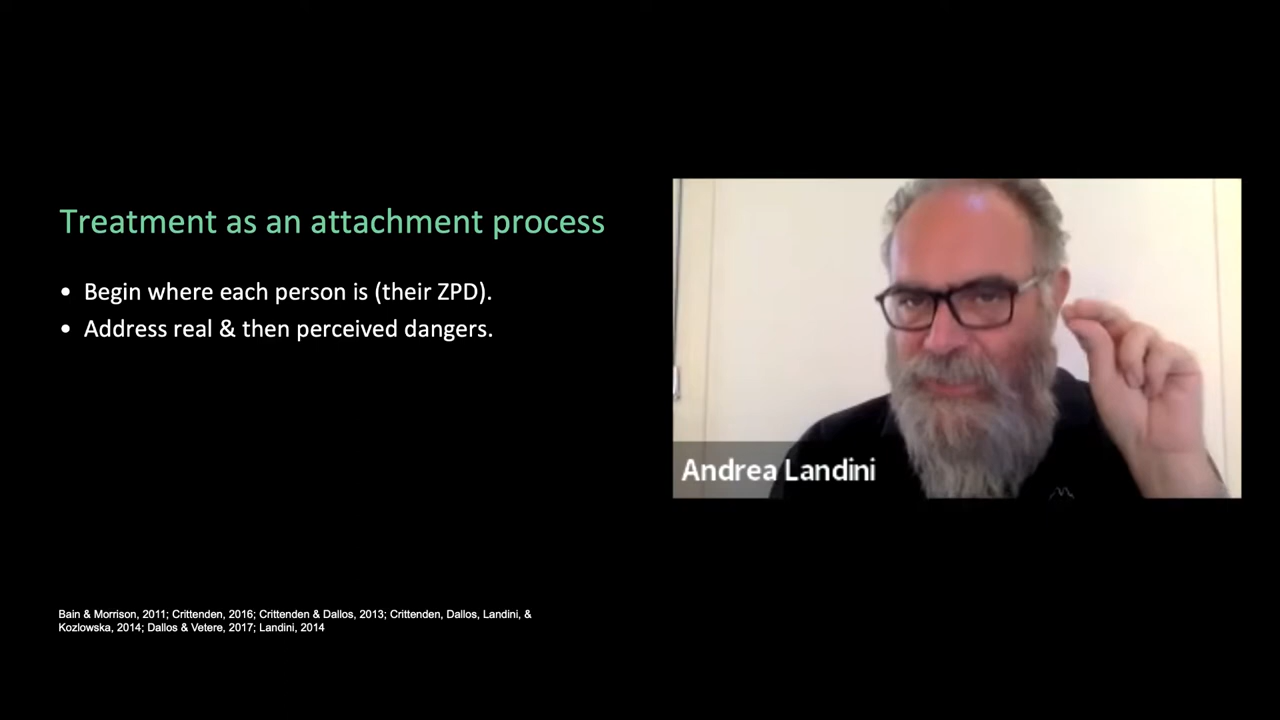 Treatment as an attachment process
• Begin where each person is (their ZPD).
• Address real & then perceived dangers.
Andrea Landini
Bain & Morrison, 2011; Crittenden, 2016; Crittenden & Dallos, 2013; Crittenden, Dallos, Landini, &
Kozlowska, 2014; Dallos & Vetere, 2017; Landini, 2014